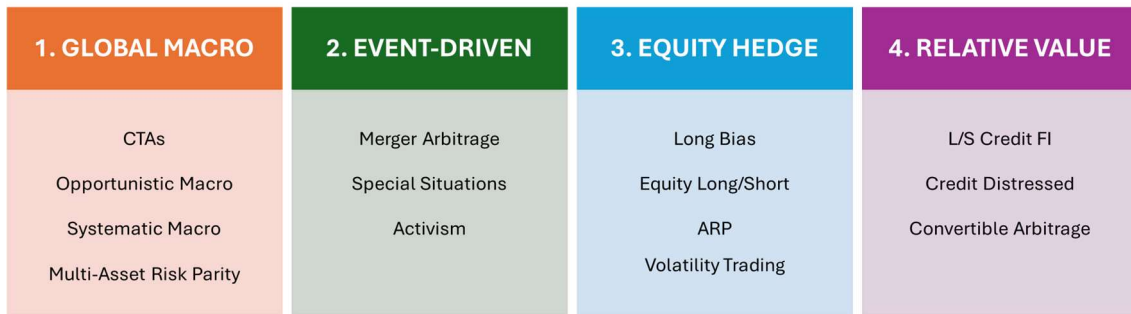 1. GLOBAL MACRO
CTAs
Opportunistic Macro
Systematic Macro
Multi-Asset Risk Parity
2. EVENT-DRIVEN
Merger Arbitrage
Special Situations
Activism
3. EQUITY HEDGE
Long Bias
Equity Long/Short
ARP
Volatility Trading
4. RELATIVE VALUE
L/S Credit FI
Credit Distressed
Convertible Arbitrage